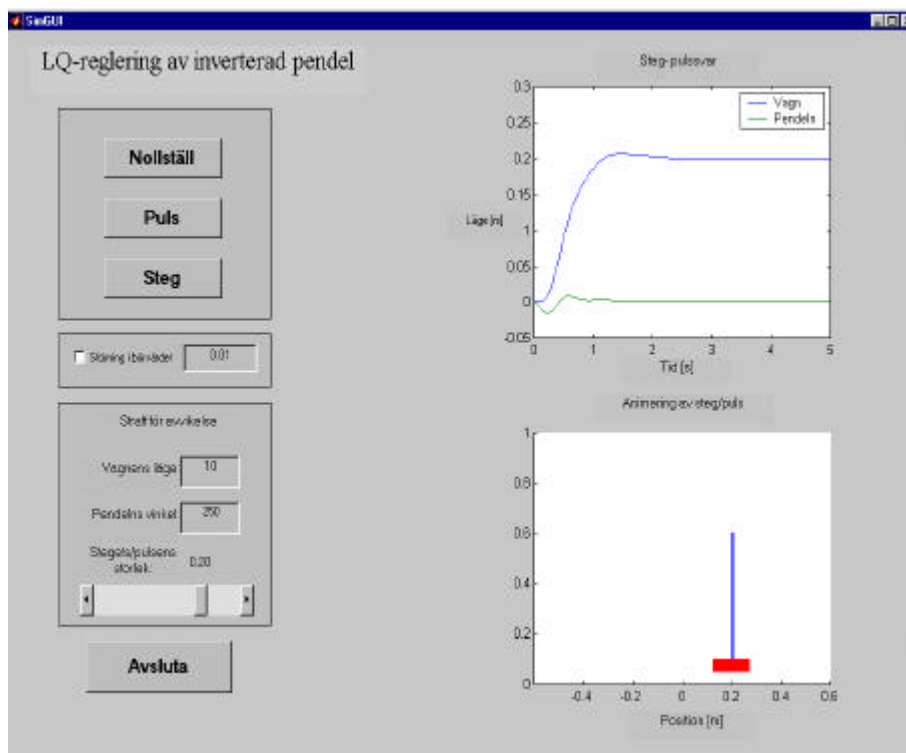 SimGUI
LQ-reglering av inverterad pendel
Nollställ
Puls
Steg
Störning i bärvärdet
0.01
Straff för avvikelse
Vagnens läge
10
Pendelns vinkel
250
Stegets/pulsens
storlek:
0.20
Avsluta
Steg- pulssvar
0.3
0.25
0.2
0.15
0.1
0.05
0
-0.05
Läge [m]
Vagn
Pendeln
0 1 2 3 4 5
Tid [s]
Animering av steg/puls
1
0.8
0.6
0.4
0.2
0
-0.4 -0.2 0 0.2 0.4 0.6
Position [m]